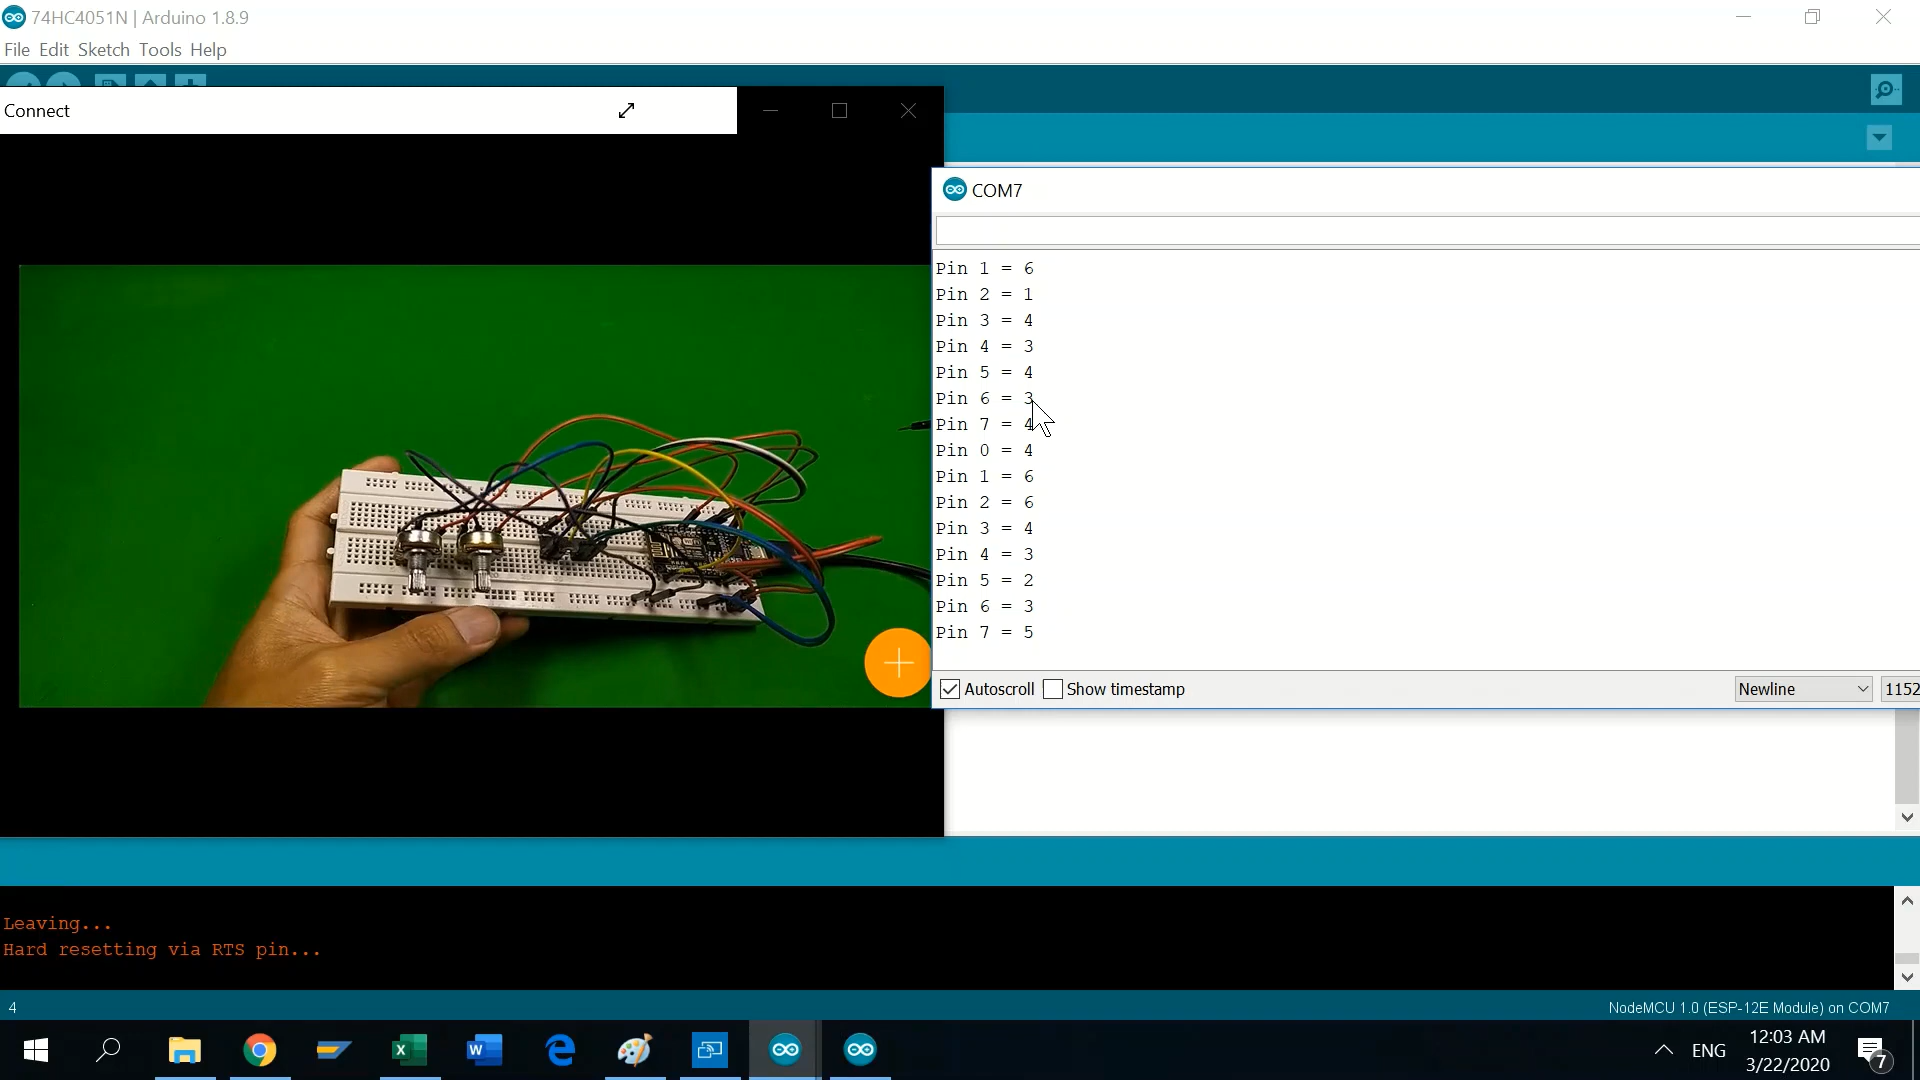 74HC4051N | Arduino 1.8.9
File Edit Sketch Tools Help
Connect
COM7
Pin 1 = 6
Pin 2 = 1
Pin 3 = 4
Pin 4 = 3
Pin 5 = 4
Pin 6 = 3
Pin 7 = 4
Pin 0 = 4
Pin 1 = 6
Pin 2 = 6
Pin 3 = 4
Pin 4 = 3
Pin 5 = 2
Pin 6 = 3
Pin 7 = 5
Autoscroll Show timestamp
Newline
1152
Leaving...
Hard resetting via RTS pin...
4
NodeMCU 1.0 (ESP-12E Module) on COM7
ENG
12:03 AM
3/22/2020
7